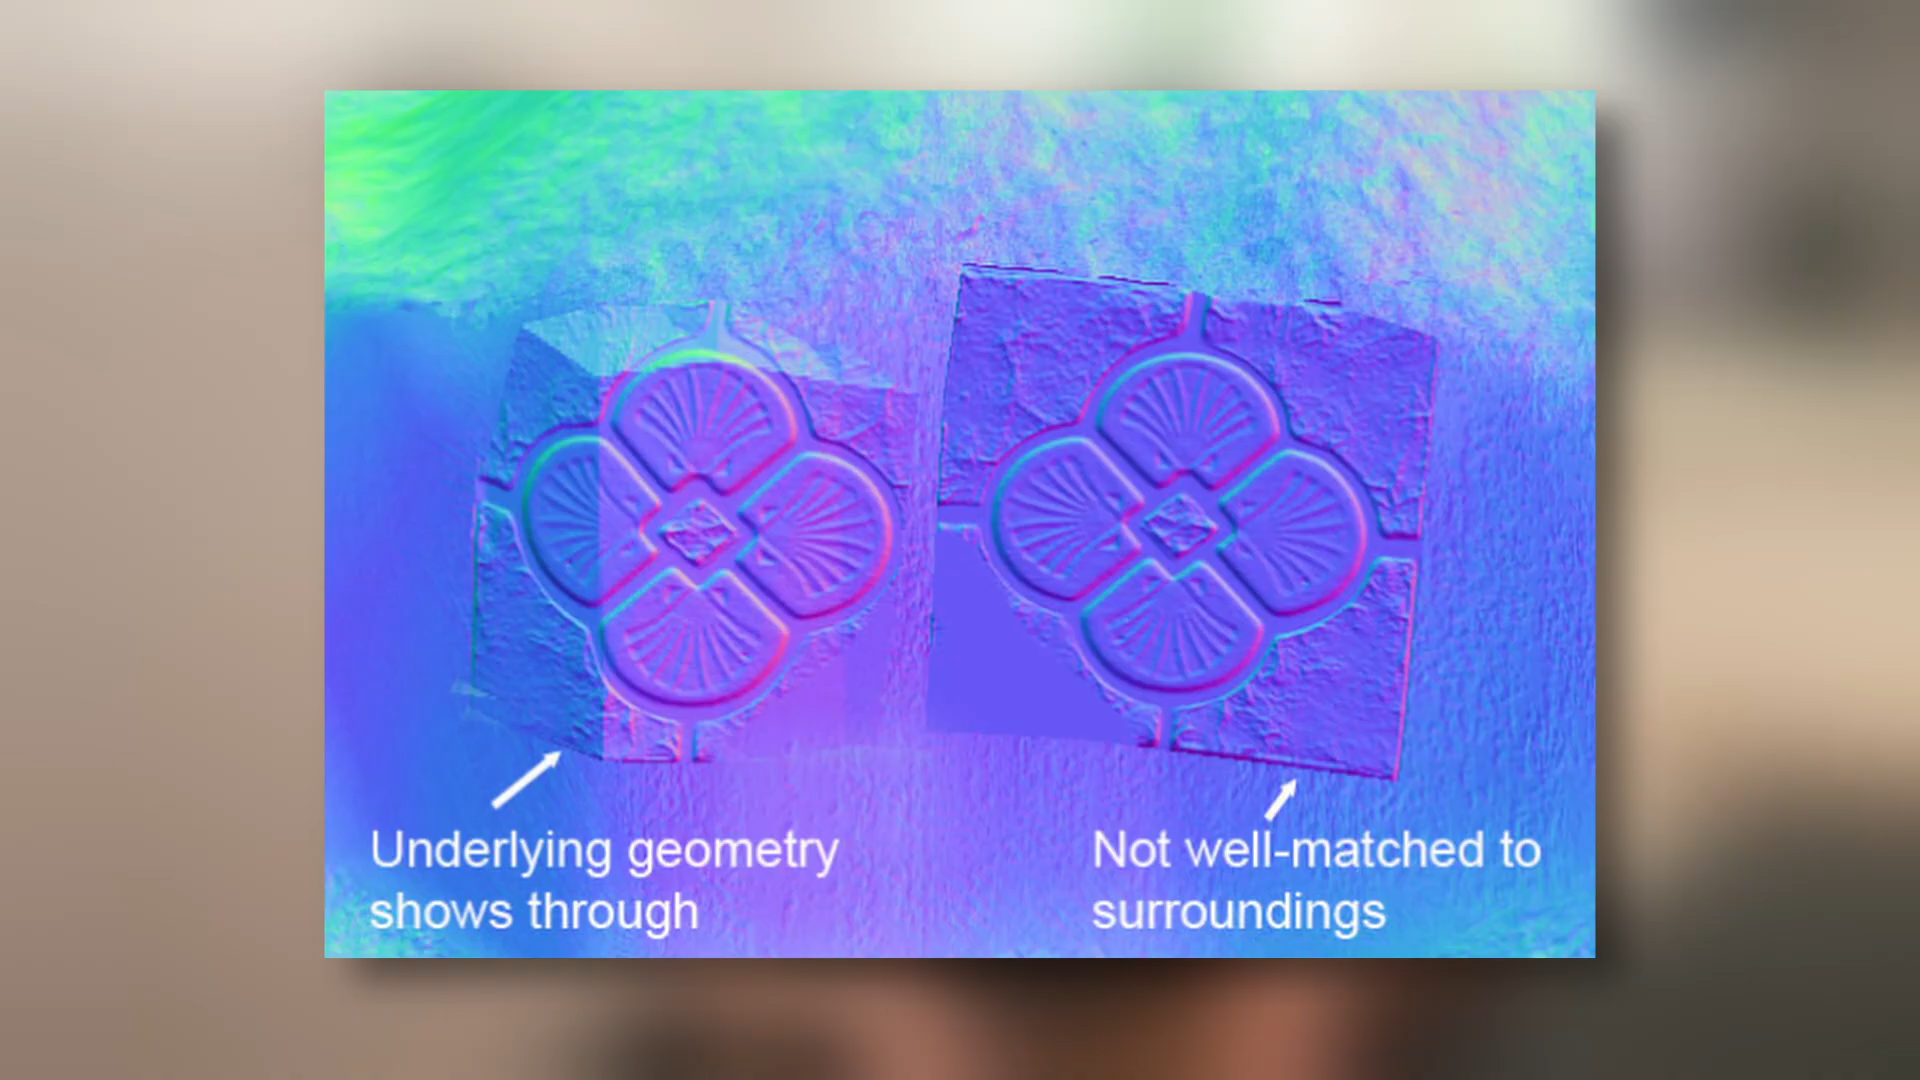 Underlying geometry
shows through
Not well-matched to
surroundings